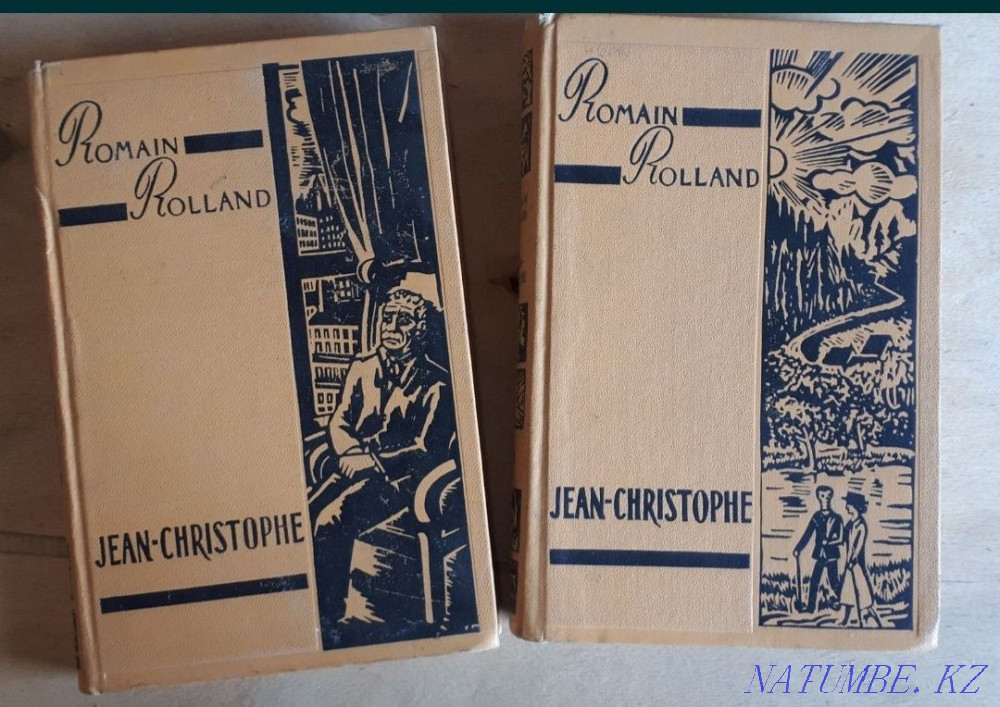 Romain
Rolland
JEAN-CHRISTOPHE
Romain
Rolland
JEAN-CHRISTOPHE
NATUMBE.KZ